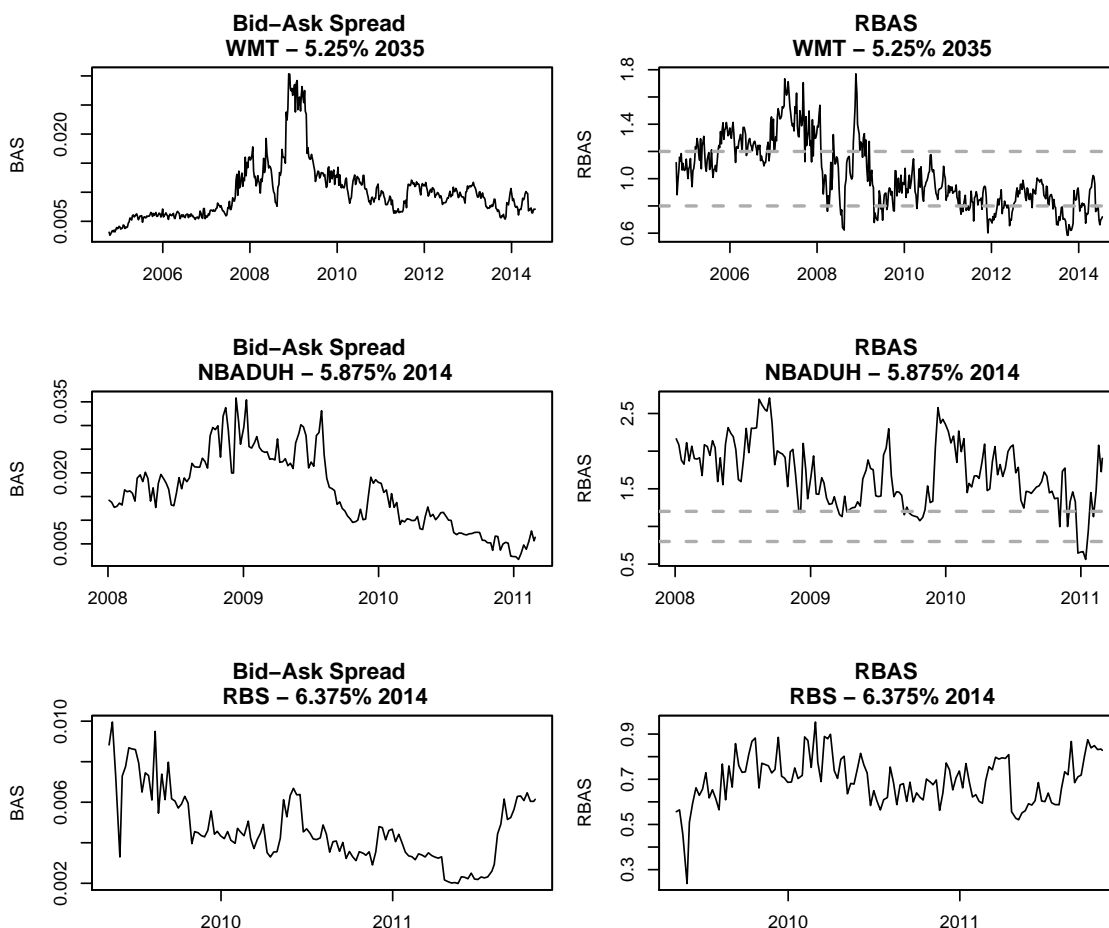 Bid−Ask Spread
WMT − 5.25% 2035
BAS
0.020
0.005
2006 2008 2010 2012 2014
RBAS
WMT − 5.25% 2035
RBAS
1.8
1.4
1.0
0.6
2006 2008 2010 2012 2014
Bid−Ask Spread
NBADUH − 5.875% 2014
BAS
0.035
0.020
0.005
2008 2009 2010 2011
RBAS
NBADUH − 5.875% 2014
RBAS
2.5
1.5
0.5
2008 2009 2010 2011
Bid−Ask Spread
RBS − 6.375% 2014
BAS
0.010
0.006
0.002
2010 2011
RBAS
RBS − 6.375% 2014
RBAS
0.9
0.7
0.5
0.3
2010 2011